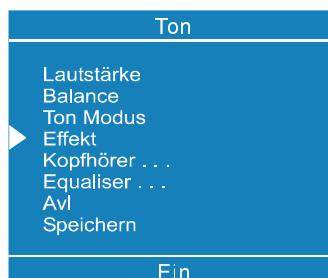 Ton
Lautstärke
Balance
Ton Modus
Effekt
Kopfhörer . . .
Equaliser . . .
Avl
Speichern
Ein